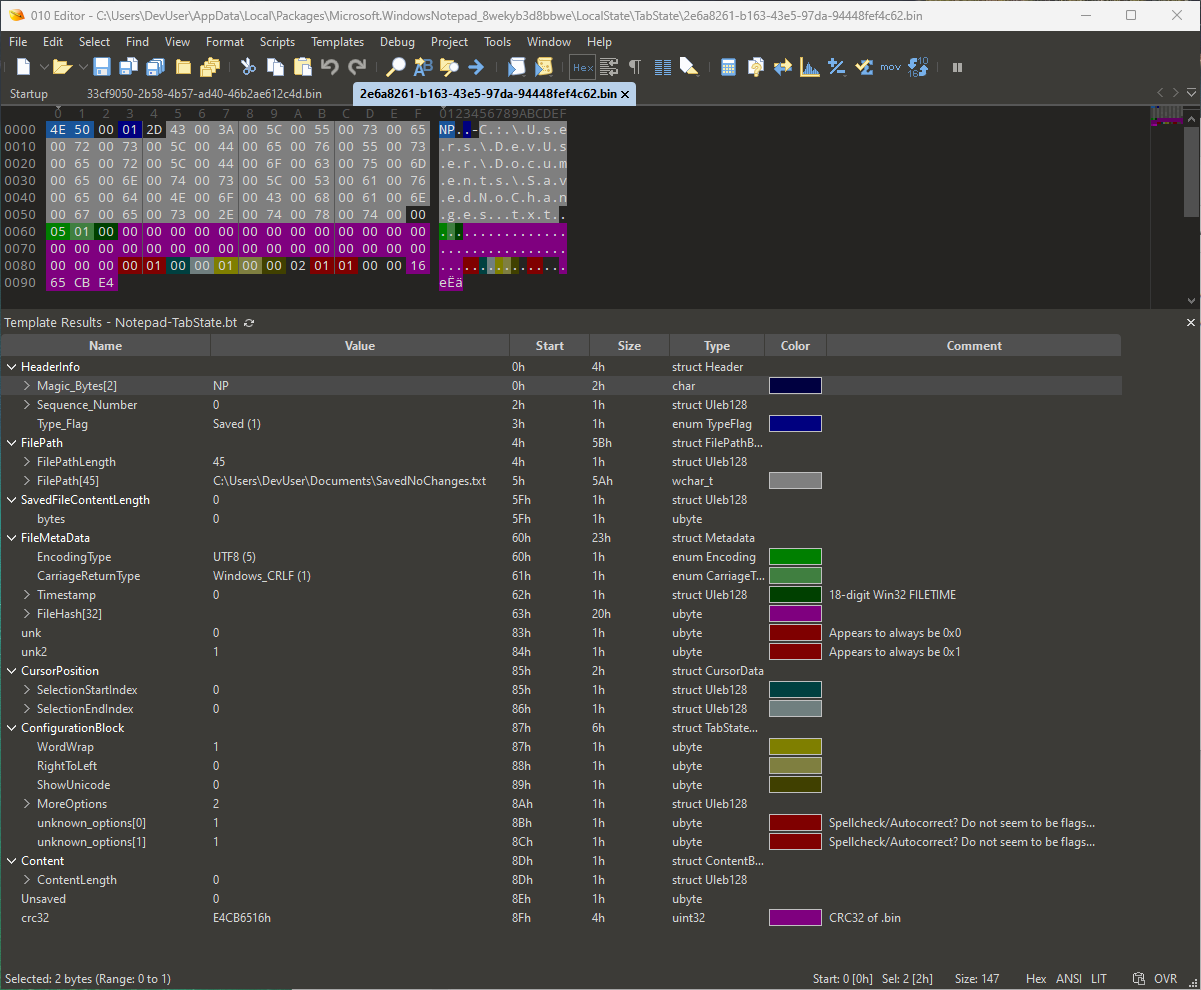 010 Editor - C:\Users\DevUser\AppData\Local\Packages\Microsoft.WindowsNotepad_8wekyb3d8bbwe\LocalState\TabState\2e6a8261-b163-43e5-97da-94448fef4c62.bin
File Edit Select Find View Format Scripts Templates Debug Project Tools Window Help
Hex mov
Startup 33cf9050-2b58-4b57-ad40-46b2ae612c4d.bin 2e6a8261-b163-43e5-97da-94448fef4c62.bin ×
0 1 2 3 4 5 6 7 8 9 A B C D E F 0123456789ABCDEF
0000 4E 50 00 01 2D 43 00 3A 00 5C 00 55 00 73 00 65 NP..-C.:.\.U.s.e
0010 00 72 00 73 00 5C 00 44 00 65 00 76 00 55 00 73 .r.s.\.D.e.v.U.s
0020 00 65 00 72 00 5C 00 44 00 6F 00 63 00 75 00 6D .e.r.\.D.o.c.u.m
0030 00 65 00 6E 00 74 00 73 00 5C 00 53 00 61 00 76 .e.n.t.s.\.S.a.v
0040 00 65 00 64 00 4E 00 6F 00 43 00 68 00 61 00 6E .e.d.N.o.C.h.a.n
0050 00 67 00 65 00 73 00 2E 00 74 00 78 00 74 00 00 .g.e.s...t.x.t..
0060 05 01 00 00 00 00 00 00 00 00 00 00 00 00 00 00 ................
0070 00 00 00 00 00 00 00 00 00 00 00 00 00 00 00 00 ................
0080 00 00 00 00 01 00 00 01 00 00 02 01 01 00 00 16 ................
0090 65 CB E4 eËä
Template Results - Notepad-TabState.bt
Name Value Start Size Type Color Comment
HeaderInfo 0h 4h struct Header
Magic_Bytes[2] NP 0h 2h char
Sequence_Number 0 2h 1h struct Uleb128
Type_Flag Saved (1) 3h 1h enum TypeFlag
FilePath 4h 5Bh struct FilePathB...
FilePathLength 45 4h 1h struct Uleb128
FilePath[45] C:\Users\DevUser\Documents\SavedNoChanges.txt 5h 5Ah wchar_t
SavedFileContentLength 0 5Fh 1h struct Uleb128
bytes 0 5Fh 1h ubyte
FileMetaData 60h 23h struct Metadata
EncodingType UTF8 (5) 60h 1h enum Encoding
CarriageReturnType Windows_CRLF (1) 61h 1h enum CarriageT...
Timestamp 0 62h 1h struct Uleb128 18-digit Win32 FILETIME
FileHash[32] 63h 20h ubyte
unk 0 83h 1h ubyte Appears to always be 0x0
unk2 1 84h 1h ubyte Appears to always be 0x1
CursorPosition 85h 2h struct CursorData
SelectionStartIndex 0 85h 1h struct Uleb128
SelectionEndIndex 0 86h 1h struct Uleb128
ConfigurationBlock 87h 6h struct TabState...
WordWrap 1 87h 1h ubyte
RightToLeft 0 88h 1h ubyte
ShowUnicode 0 89h 1h ubyte
MoreOptions 2 8Ah 1h struct Uleb128
unknown_options[0] 1 8Bh 1h ubyte Spellcheck/Autocorrect? Do not seem to be flags...
unknown_options[1] 1 8Ch 1h ubyte Spellcheck/Autocorrect? Do not seem to be flags...
Content 8Dh 1h struct ContentB...
ContentLength 0 8Dh 1h struct Uleb128
Unsaved 0 8Eh 1h ubyte
crc32 E4CB6516h 8Fh 4h uint32 CRC32 of .bin
Selected: 2 bytes (Range: 0 to 1) Start: 0 [0h] Sel: 2 [2h] Size: 147 Hex ANSI LIT OVR